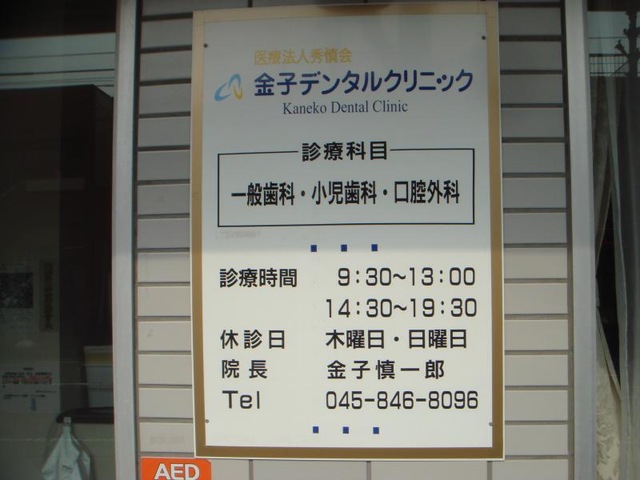 医療法人秀慎会
金子デンタルクリニック
Kaneko Dental Clinic
診療科目
一般歯科・小児歯科・口腔外科
診療時間 9:30～13:00
14:30～19:30
休診日 木曜日・日曜日
院長 金子慎一郎
Tel 045-846-8096
AED